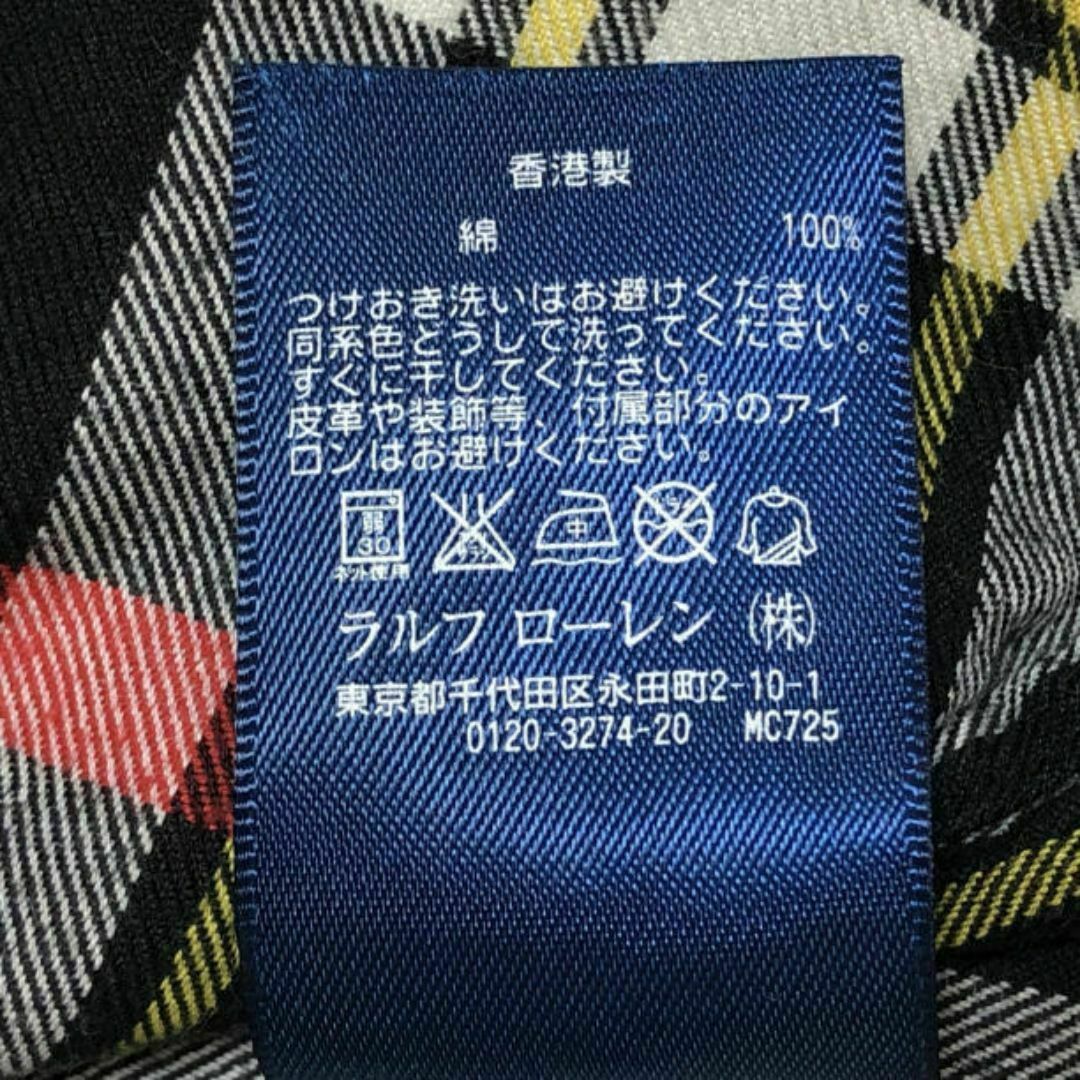 香港製
綿 100%
つけおき洗いはお避けください。
同系色どうしで洗ってください。
すぐに干してください。
皮革や装飾等、付属部分のアイ
ロンはお避けください。
弱
30
ネット使用
中
ラルフ ローレン (株)
東京都千代田区永田町2-10-1
0120-3274-20 MC725